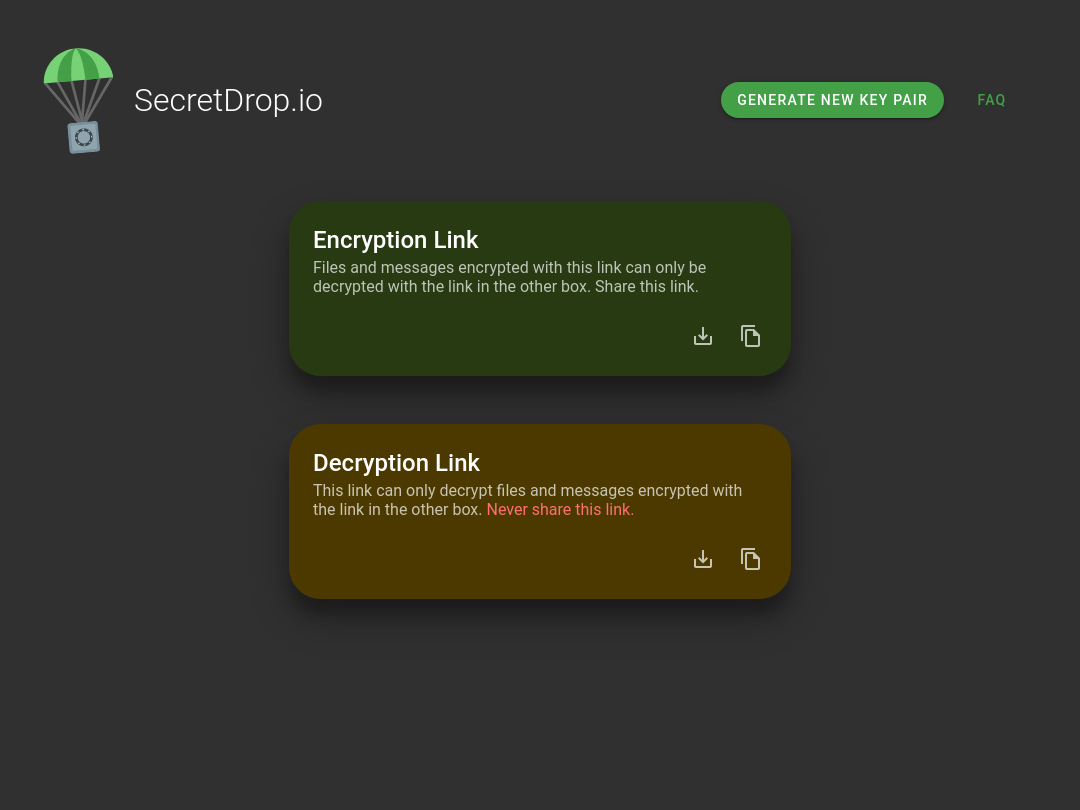 SecretDrop.io
GENERATE NEW KEY PAIR
FAQ
Encryption Link
Files and messages encrypted with this link can only be
decrypted with the link in the other box. Share this link.
Decryption Link
This link can only decrypt files and messages encrypted with
the link in the other box. Never share this link.